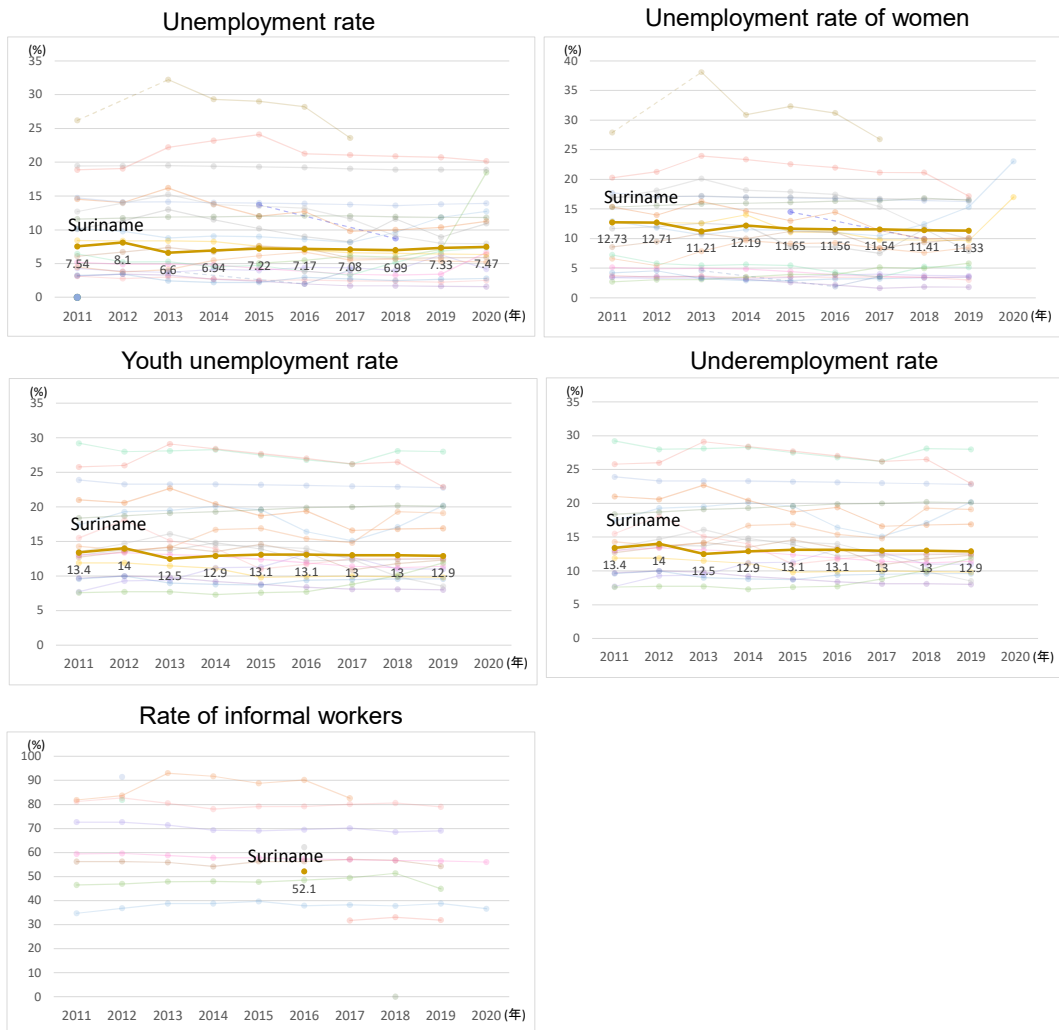 Unemployment rate
(%)
35
30
25
20
15
10
5
0
Suriname
7.54 8.1 6.6 6.94 7.22 7.17 7.08 6.99 7.33 7.47
2011 2012 2013 2014 2015 2016 2017 2018 2019 2020 (年)
Unemployment rate of women
(%)
40
35
30
25
20
15
10
5
0
Suriname
12.73 12.71 11.21 12.19 11.65 11.56 11.54 11.41 11.33
2011 2012 2013 2014 2015 2016 2017 2018 2019 2020 (年)
Youth unemployment rate
(%)
35
30
25
20
15
10
5
0
Suriname
13.4 14 12.5 12.9 13.1 13.1 13 13 12.9
2011 2012 2013 2014 2015 2016 2017 2018 2019 2020 (年)
Underemployment rate
(%)
35
30
25
20
15
10
5
0
Suriname
13.4 14 12.5 12.9 13.1 13.1 13 13 12.9
2011 2012 2013 2014 2015 2016 2017 2018 2019 2020 (年)
Rate of informal workers
(%)
100
90
80
70
60
50
40
30
20
10
0
Suriname
52.1
2011 2012 2013 2014 2015 2016 2017 2018 2019 2020 (年)